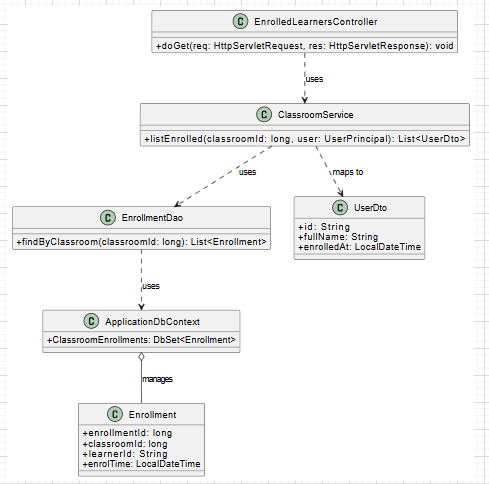 C EnrolledLearnersController
+doGet(req: HttpServletRequest, res: HttpServletResponse): void
uses
C ClassroomService
+listEnrolled(classroomId: long, user: UserPrincipal): List<UserDto>
uses
maps to
C EnrollmentDao
+findByClassroom(classroomId: long): List<Enrollment>
C UserDto
+id: String
+fullName: String
+enrolledAt: LocalDateTime
uses
C ApplicationDbContext
+ClassroomEnrollments: DbSet<Enrollment>
manages
C Enrollment
+enrollmentId: long
+classroomId: long
+learnerId: String
+enrolTime: LocalDateTime